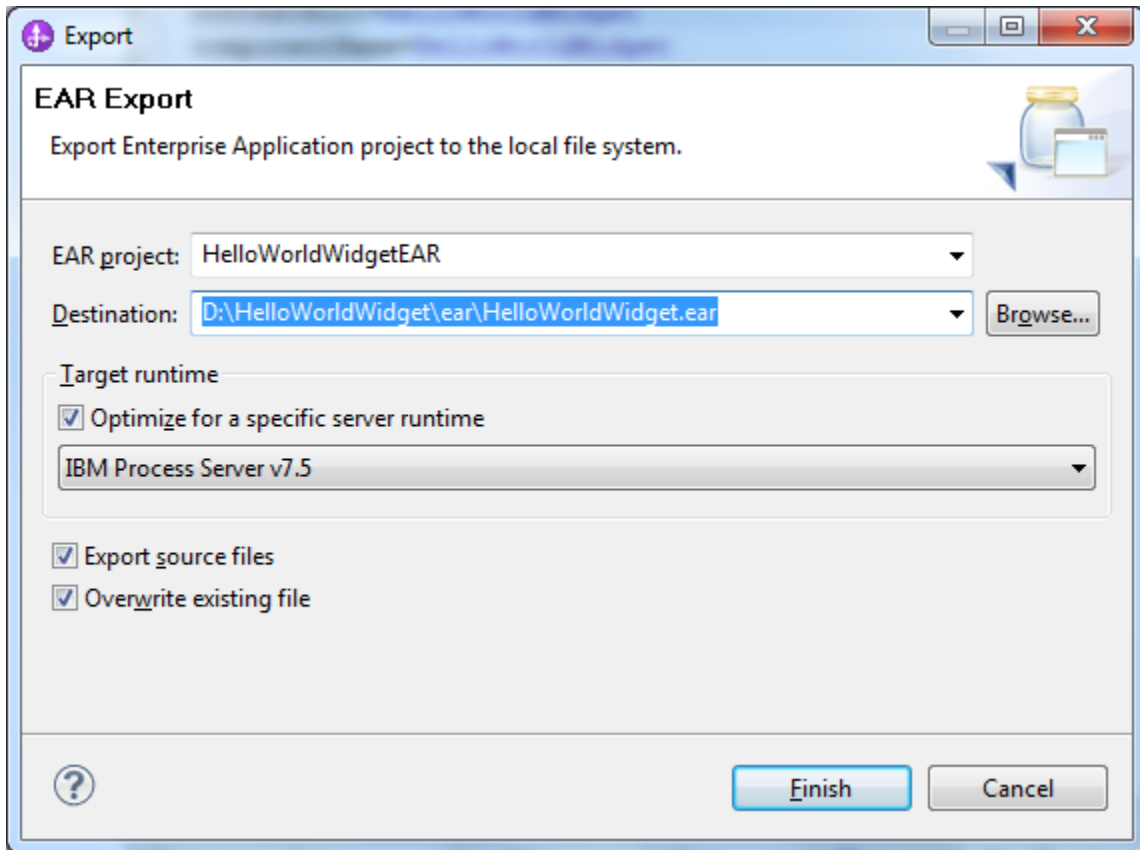 Export
EAR Export
Export Enterprise Application project to the local file system.
EAR project: HelloWorldWidgetEAR
Destination: D:\HelloWorldWidget\ear\HelloWorldWidget.ear Browse...
Target runtime
Optimize for a specific server runtime
IBM Process Server v7.5
Export source files
Overwrite existing file
Finish Cancel